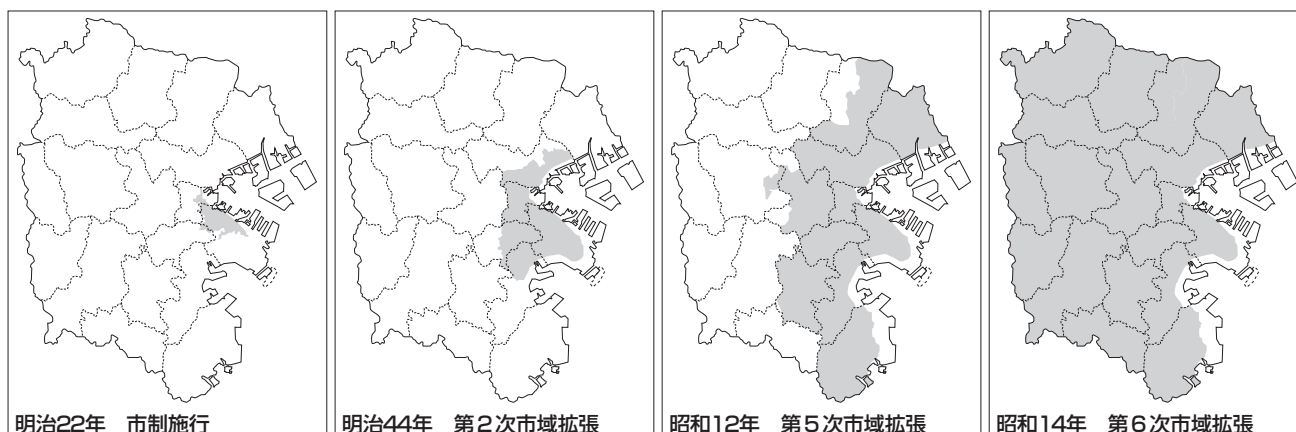 明治22年　市制施行
明治44年　第2次市域拡張
昭和12年　第5次市域拡張
昭和14年　第6次市域拡張